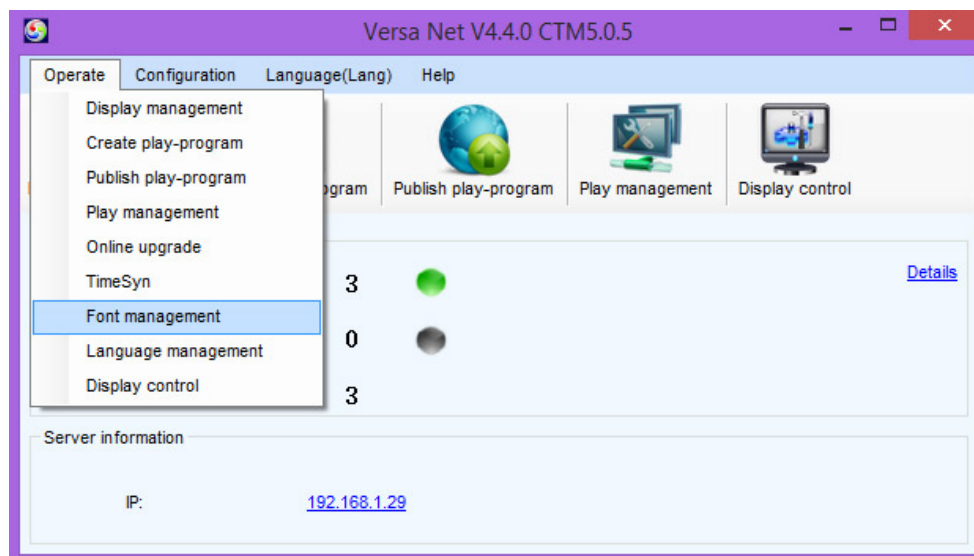 Versa Net V4.4.0 CTM5.0.5
Operate Configuration Language(Lang) Help
Display management
Create play-program
Publish play-program
Play management
Online upgrade
TimeSyn
Font management
Language management
Display control
Publish play-program Play management Display control
3
Details
0
3
Server information
IP: 192.168.1.29